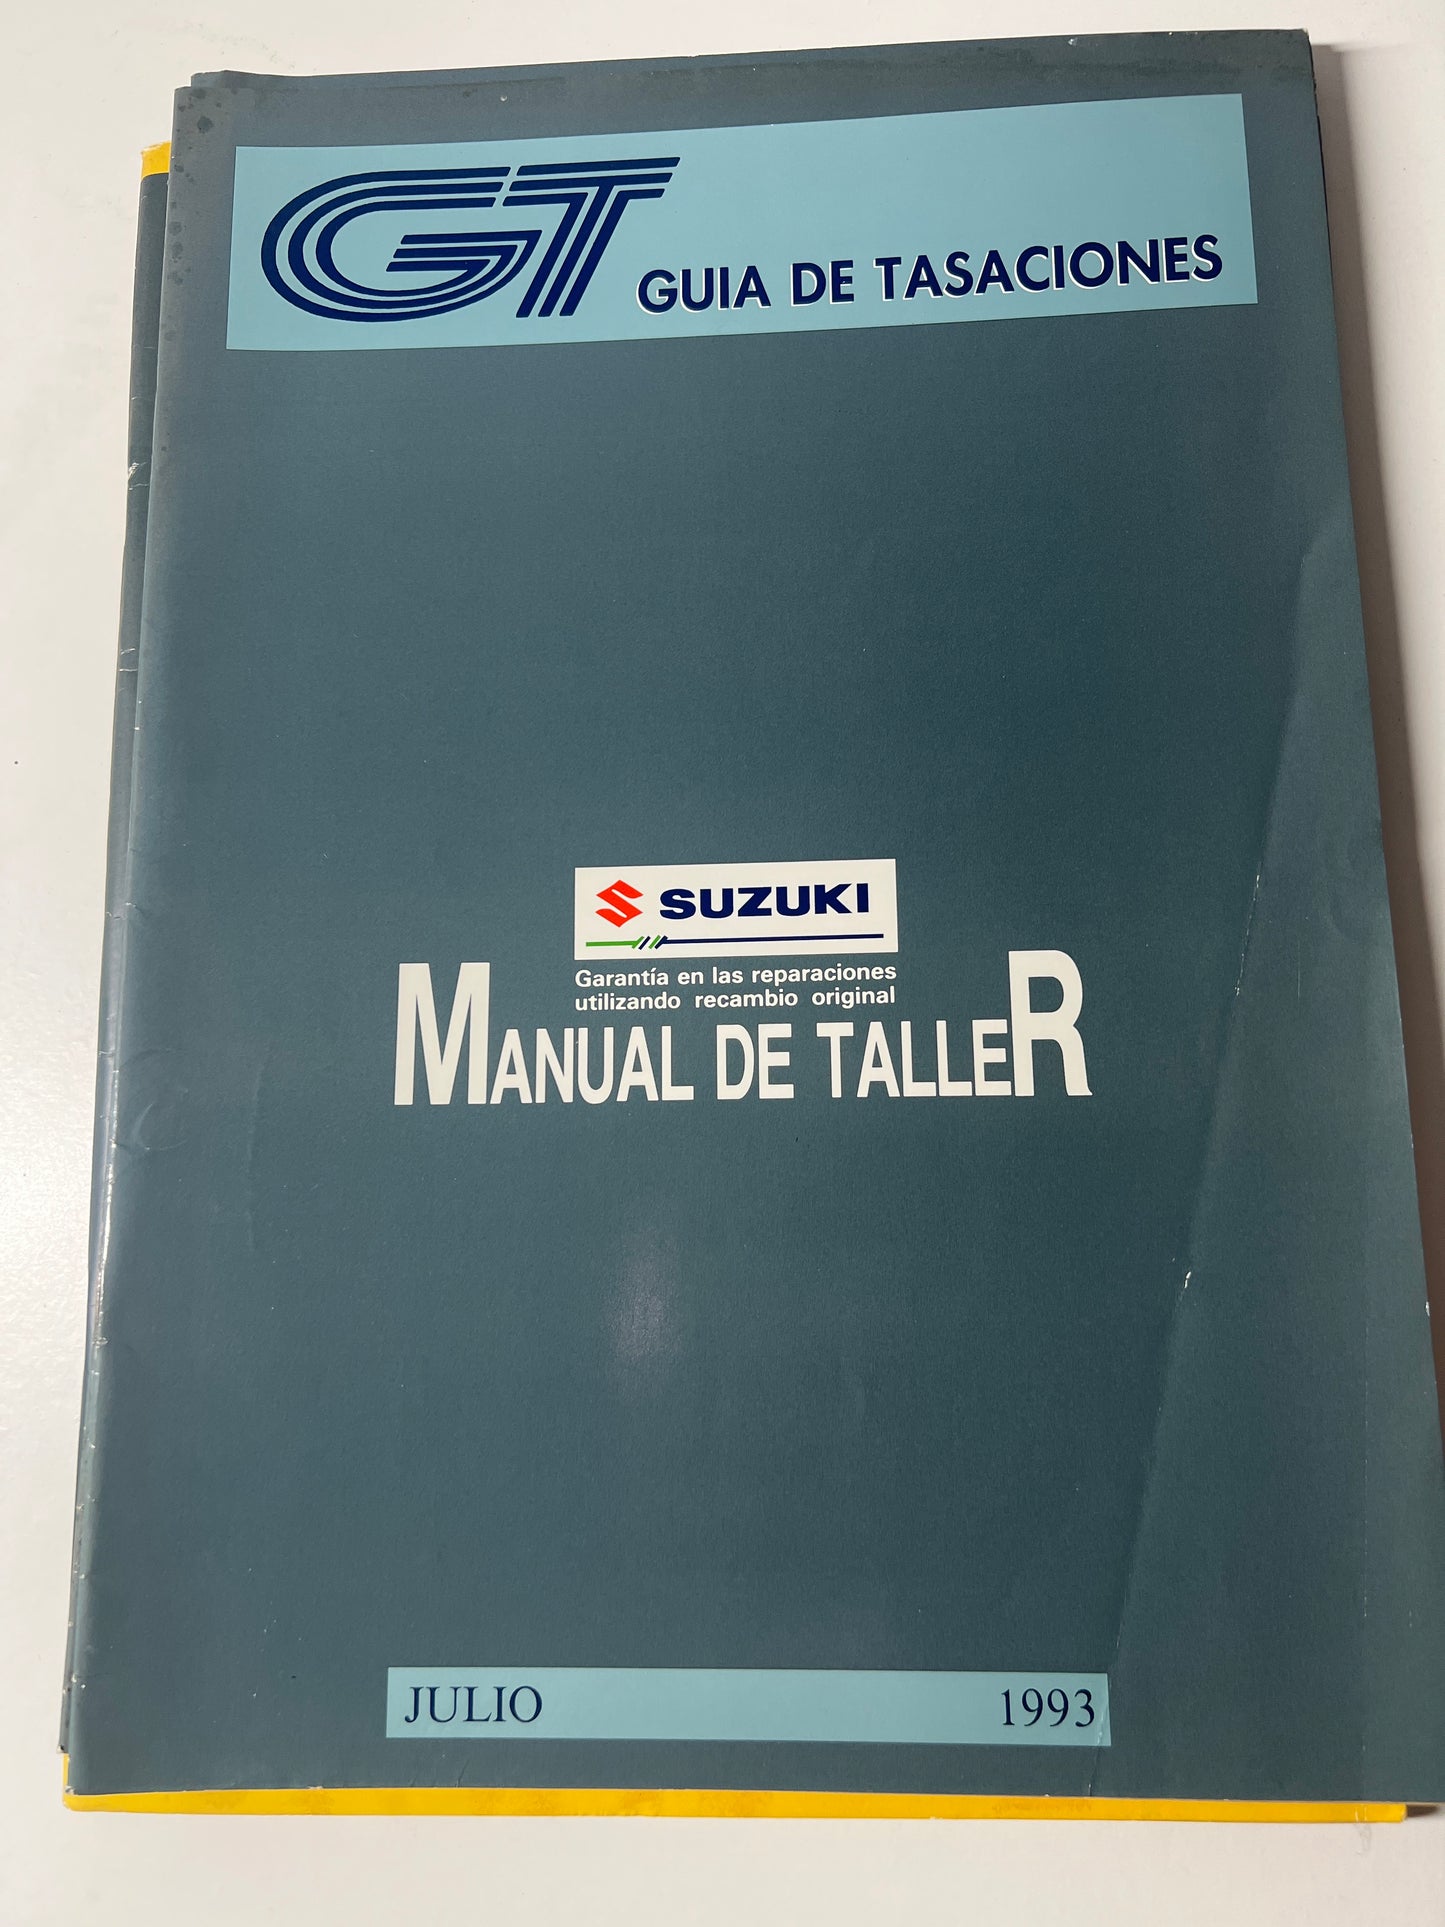 GT GUIA DE TASACIONES
SUZUKI
Garantía en las reparaciones
utilizando recambio original
MANUAL DE TALLER
JULIO 1993